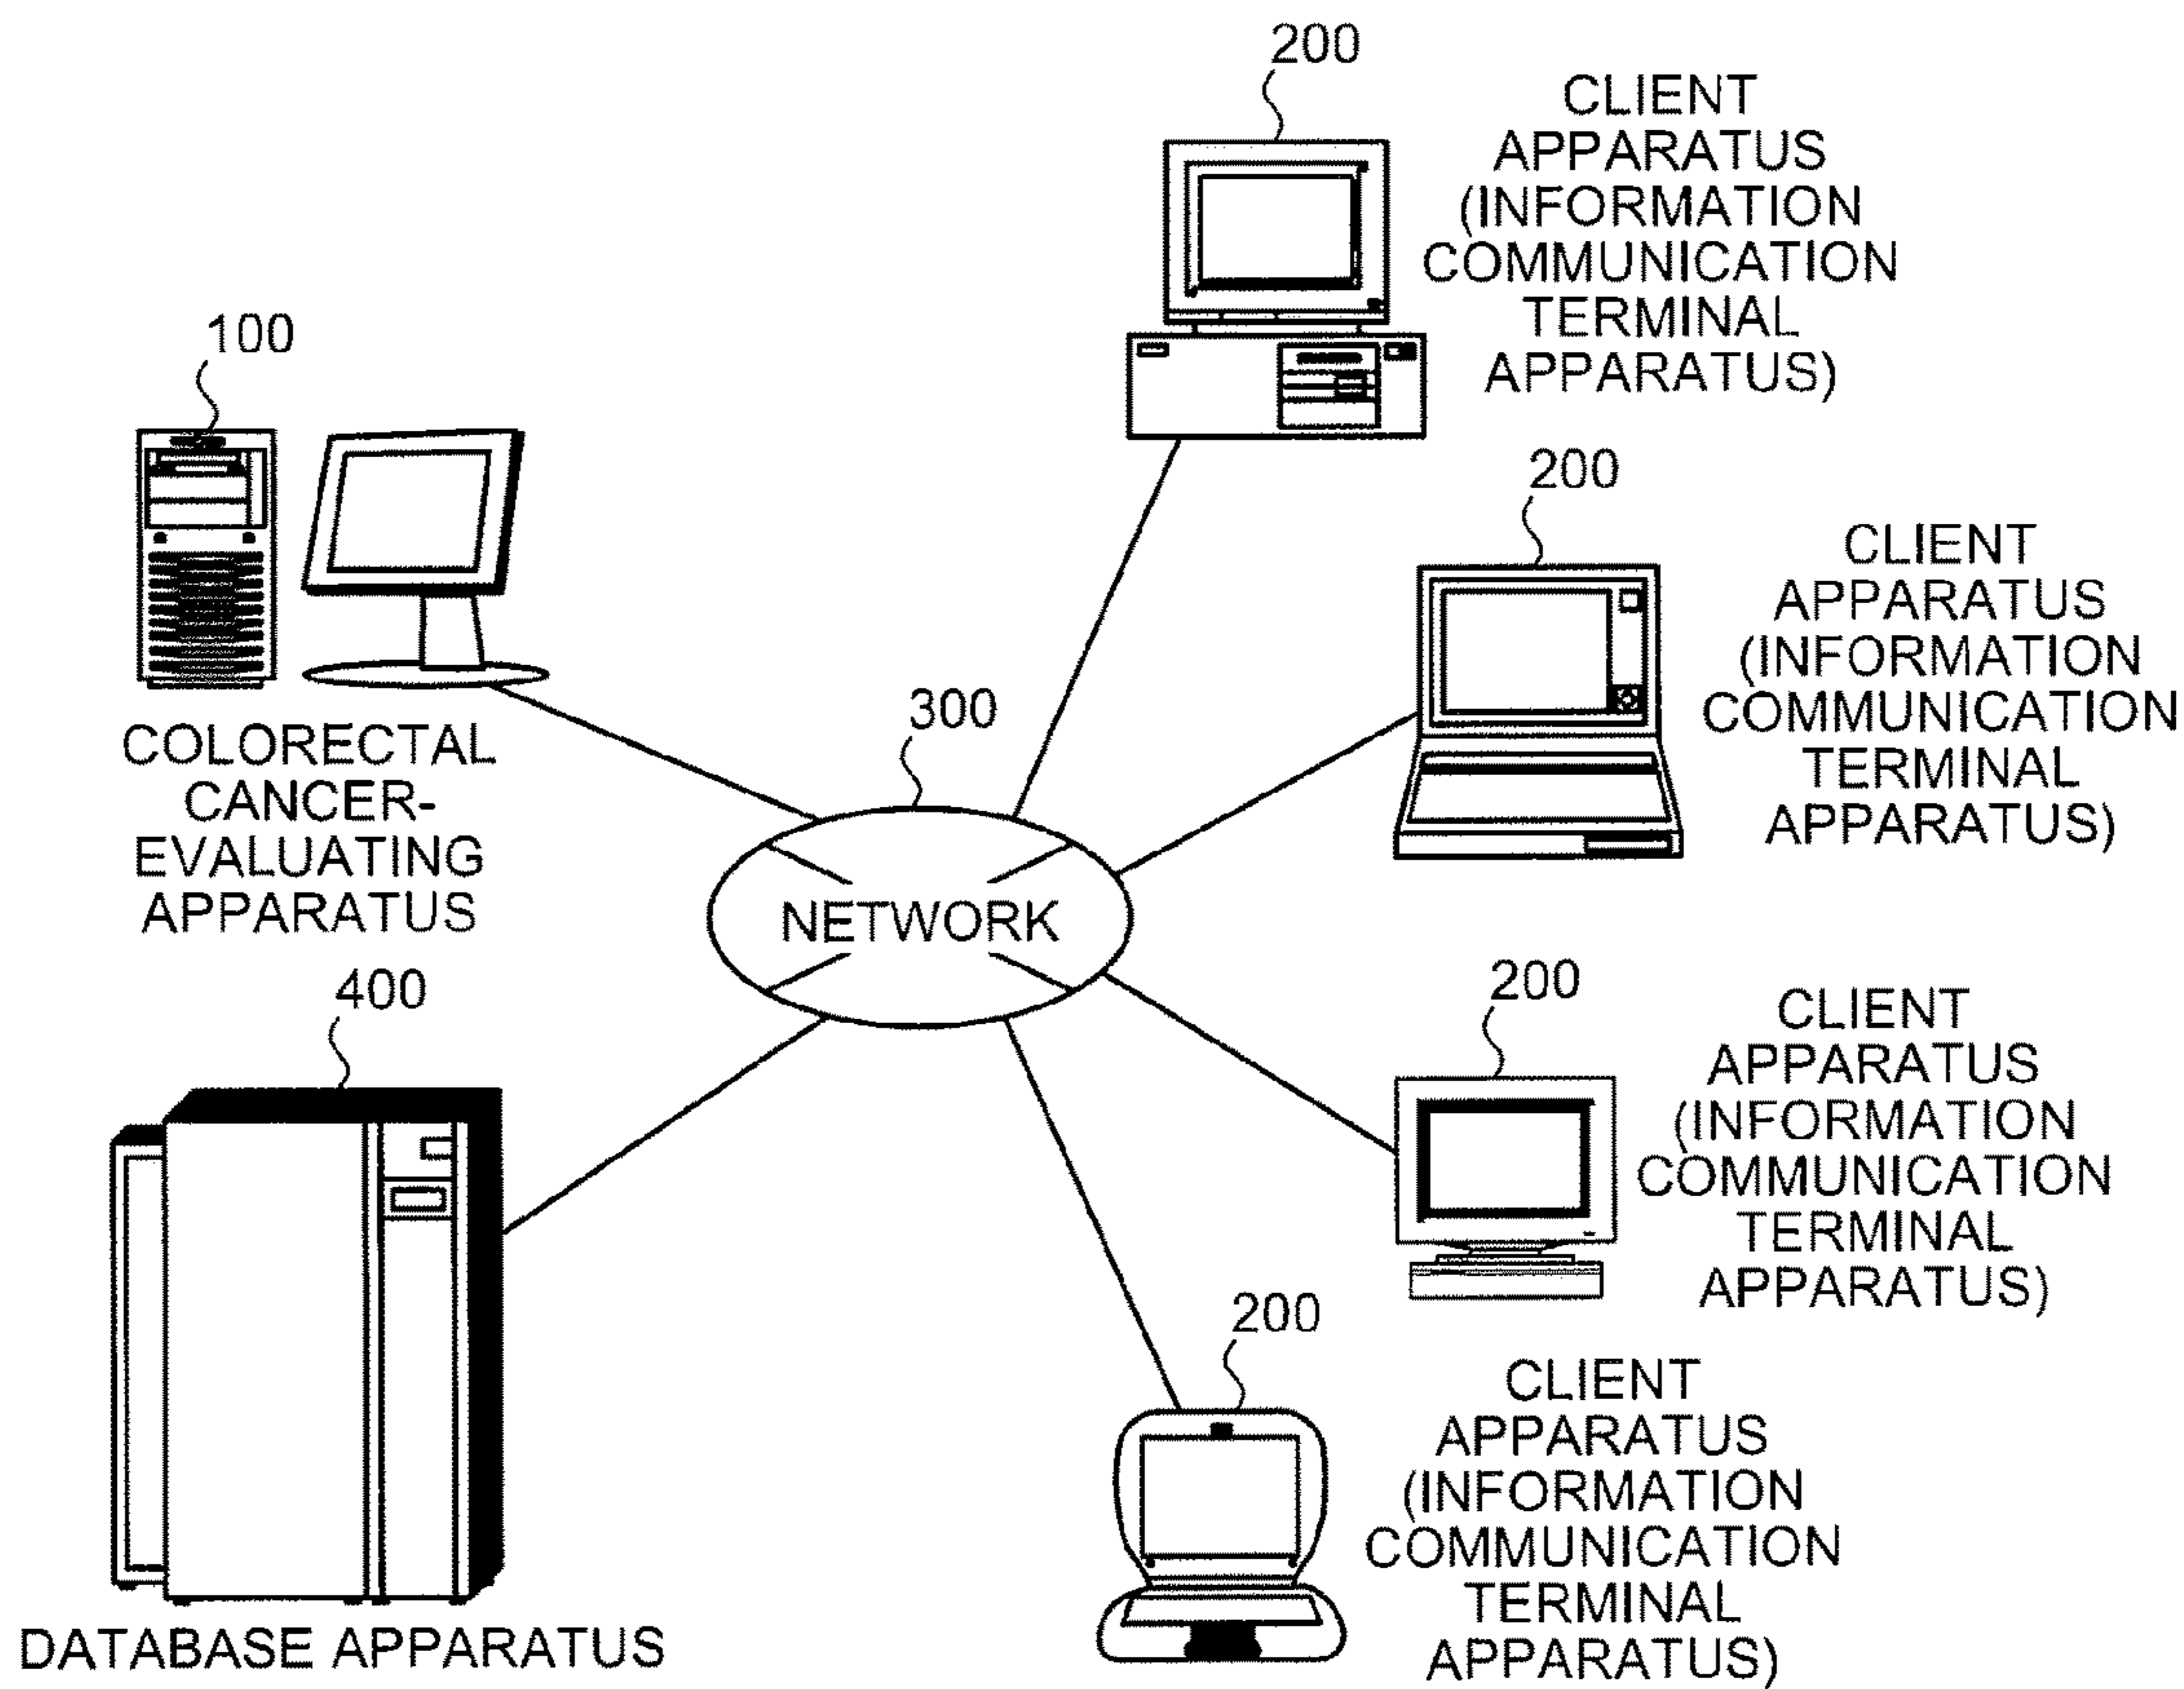 200
CLIENT
APPARATUS
(INFORMATION
COMMUNICATION
TERMINAL
APPARATUS)
100
COLORECTAL
CANCER-
EVALUATING
APPARATUS
200
CLIENT
APPARATUS
(INFORMATION
COMMUNICATION
TERMINAL
APPARATUS)
300
NETWORK
400
DATABASE APPARATUS
200
CLIENT
APPARATUS
(INFORMATION
COMMUNICATION
TERMINAL
APPARATUS)
200
CLIENT
APPARATUS
(INFORMATION
COMMUNICATION
TERMINAL
APPARATUS)